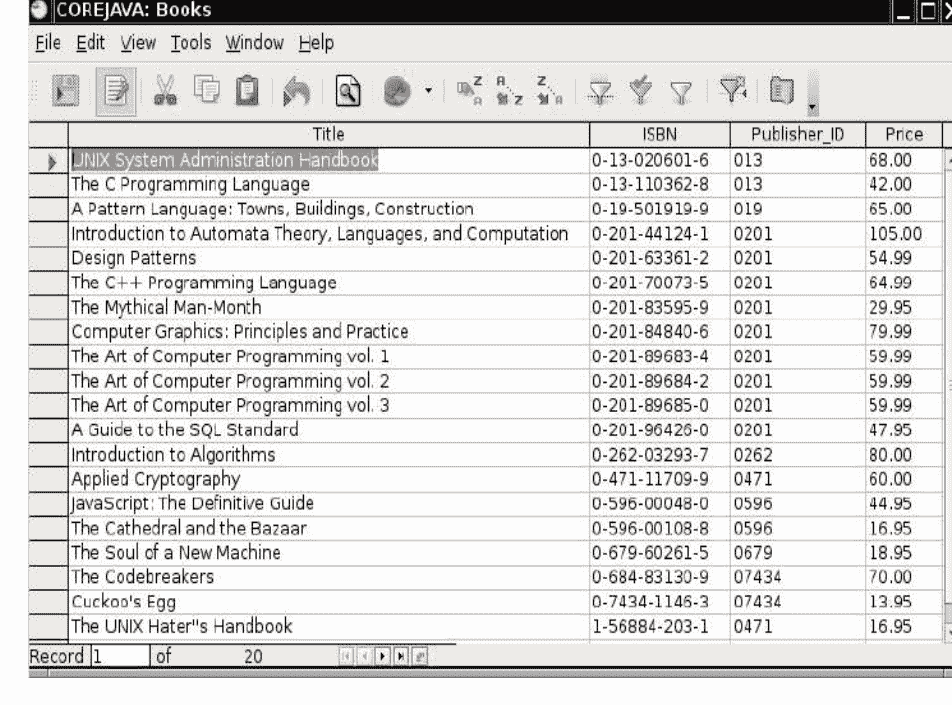 COREJAVA: Books
File Edit View Tools Window Help
Title ISBN Publisher_ID Price
UNIX System Administration Handbook 0-13-020601-6 013 68.00
The C Programming Language 0-13-110362-8 013 42.00
A Pattern Language: Towns, Buildings, Construction 0-19-501919-9 019 65.00
Introduction to Automata Theory, Languages, and Computation 0-201-44124-1 0201 105.00
Design Patterns 0-201-63361-2 0201 54.99
The C++ Programming Language 0-201-70073-5 0201 64.99
The Mythical Man-Month 0-201-83595-9 0201 29.95
Computer Graphics: Principles and Practice 0-201-84840-6 0201 79.99
The Art of Computer Programming vol. 1 0-201-89683-4 0201 59.99
The Art of Computer Programming vol. 2 0-201-89684-2 0201 59.99
The Art of Computer Programming vol. 3 0-201-89685-0 0201 59.99
A Guide to the SQL Standard 0-201-96426-0 0201 47.95
Introduction to Algorithms 0-262-03293-7 0262 80.00
Applied Cryptography 0-471-11709-9 0471 60.00
JavaScript: The Definitive Guide 0-596-00048-0 0596 44.95
The Cathedral and the Bazaar 0-596-00108-8 0596 16.95
The Soul of a New Machine 0-679-60261-5 0679 18.95
The Codebreakers 0-684-83130-9 07434 70.00
Cuckoo's Egg 0-7434-1146-3 07434 13.95
The UNIX Hater"s Handbook 1-56884-203-1 0471 16.95
Record 1 of 20